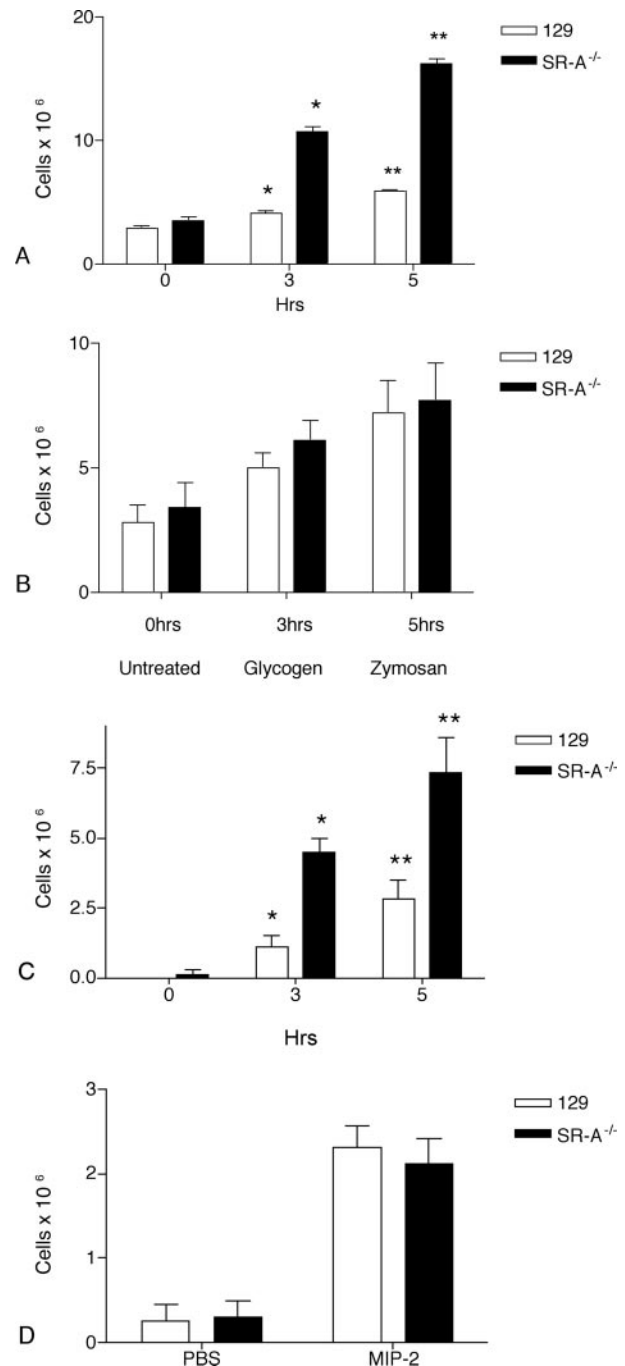 20
10
0
Cells x 10 6
129
SR-A-/-
*
*
**
**
0 3 5
Hrs
A
10
5
0
Cells x 10 6
129
SR-A-/-
B
0hrs 3hrs 5hrs
Untreated Glycogen Zymosan
7.5
5.0
2.5
0.0
Cells x 10 6
129
SR-A-/-
*
*
**
**
C
0 3 5
Hrs
3
2
1
0
Cells x 10 6
129
SR-A-/-
D
PBS MIP-2